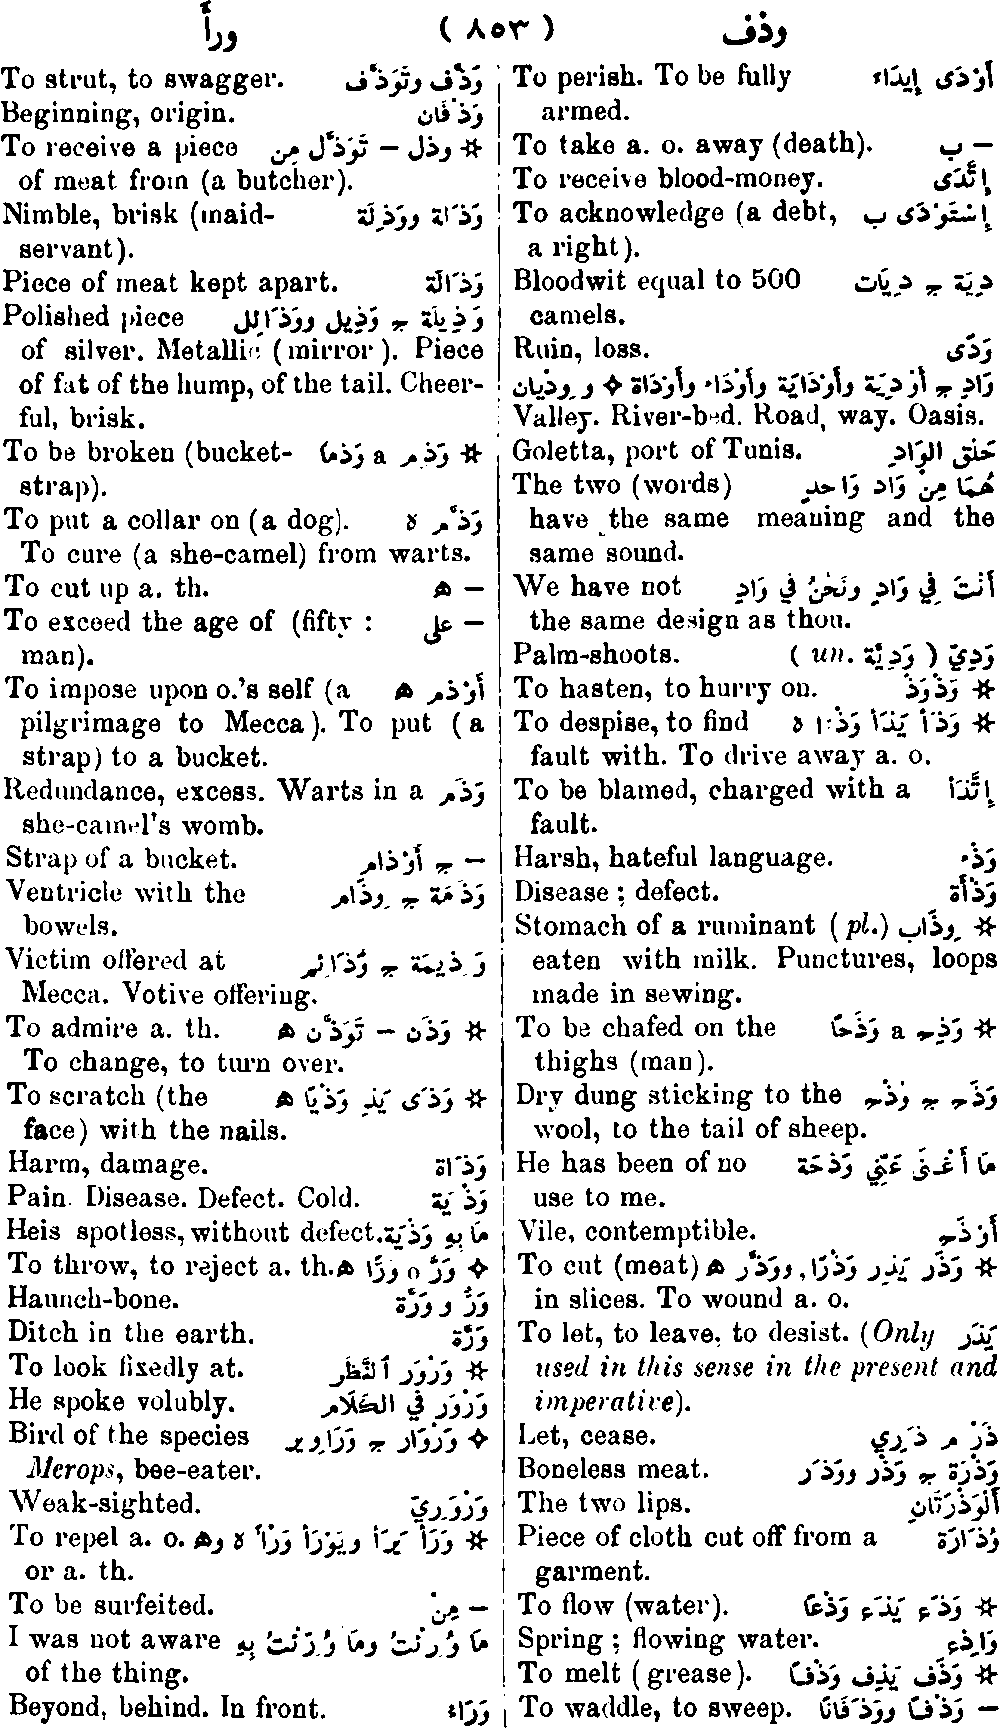 وذف ( ٨٥٣ ) ورأ
To perish. To be fully أَوْدَى إِيدَاء
armed.
To take a. o. away (death). — ب
To receive blood-money. إِتَّدَى
To acknowledge (a debt, إِسْتَوْدَى ب
a right).
Bloodwit equal to 500 دِيَة ج دِيَات
camels.
Ruin, loss. وَدًى
وَادٍ ج أَوْدِيَة وأَوْدَايَة وأَوْدَاء وأَوْدَاة ✧ و وِدْيَان
Valley. River-bed. Road, way. Oasis.
Goletta, port of Tunis. حَلْق الوَادِ
The two (words) هُمَا مِنْ وَادٍ وَاحِدٍ
have the same meaning and the
same sound.
We have not أَنْتَ فِي وَادٍ ونَحْنُ فِي وَادٍ
the same design as thou.
Palm-shoots. وَدِيّ ( un. وَدِيَّة )
To hasten, to hurry on. ✲ وَذْوَذَ
To despise, to find ✲ وَذَأَ يَذَأُ وَذْءًا ه
fault with. To drive away a. o.
To be blamed, charged with a إِتَّذَأَ
fault.
Harsh, hateful language. وَذْء
Disease ; defect. وَذْأَة
Stomach of a ruminant (pl.) ✲ وِذَاب
eaten with milk. Punctures, loops
made in sewing.
To be chafed on the ✲ وَذِحَ a وَذَحًا
thighs (man).
Dry dung sticking to the وَذَح ج وُذْح
wool, to the tail of sheep.
He has been of no مَا أَغْنَى عَنِّي وَذَحَة
use to me.
Vile, contemptible. أَوْذَح
To cut (meat) ✲ وَذَرَ يَذِر وَذْرًا, ووَذَّر ه
in slices. To wound a. o.
To let, to leave, to desist. (Only يَذَر
used in this sense in the present and
imperative).
Let, cease. ذَرْ م ذَرِي
Boneless meat. وَذْرَة ج وَذْر ووَذَر
The two lips. أَلْوَذْرَتَانِ
Piece of cloth cut off from a وُذَارَة
garment.
To flow (water). ✲ وَذَعَ يَذَع وَذْعًا
Spring ; flowing water. وَاذِع
To melt (grease). ✲ وَذَف يَذِف وَذْفًا
To waddle, to sweep. — وَذْفًا ووَذَفَانًا
To strut, to swagger. وَذَّف وتَوَذَّف
Beginning, origin. وَذْفَان
To receive a piece ✲ وذل — تَوَذَّل مِن
of meat from (a butcher).
Nimble, brisk (maid- وَذَلَة ووَذِلَة
servant).
Piece of meat kept apart. وَذَالَة
Polished piece وَذِيلَة ج وَذِيل ووَذَائِل
of silver. Metallic (mirror). Piece
of fat of the hump, of the tail. Cheer-
ful, brisk.
To be broken (bucket- ✲ وَذِم a وَذَمًا
strap).
To put a collar on (a dog). وَذَّم ه
To cure (a she-camel) from warts.
To cut up a. th. — ه
To exceed the age of (fifty : — على
man).
To impose upon o.'s self (a أَوْذَم ه
pilgrimage to Mecca). To put (a
strap) to a bucket.
Redundance, excess. Warts in a وَذَم
she-camel's womb.
Strap of a bucket. — ج أَوْذَام
Ventricle with the وَذَمَة ج وِذَام
bowels.
Victim offered at وَذِيمَة ج وَذَائِم
Mecca. Votive offering.
To admire a. th. ✲ وَذَن — تَوَذَّن ه
To change, to turn over.
To scratch (the ✲ وَذَى يَذِي وَذْيًا ه
face) with the nails.
Harm, damage. وَذَاة
Pain. Disease. Defect. Cold. وَذْيَة
He is spotless, without defect. مَا بِهِ وَذْيَة
To throw, to reject a. th. ✧ وَرّ o وَرًّا ه
Haunch-bone. وَرّ و وَرَّة
Ditch in the earth. وَرَّة
To look fixedly at. ✲ وَرْوَر ٱلنَّظَر
He spoke volubly. وَرْوَر فِي الكَلَام
Bird of the species ✧ وَرْوَار ج وَرَاوِير
Merops, bee-eater.
Weak-sighted. وَرْوَرِيّ
To repel a. o. ✲ وَرَأَ يَرَأُ ويَوْرَأُ وَرْأً ه وه
or a. th.
To be surfeited. — مِنْ
I was not aware مَا وُرِئْتُ ومَا وُرِّئْتُ بِهِ
of the thing.
Beyond, behind. In front. وَرَاء